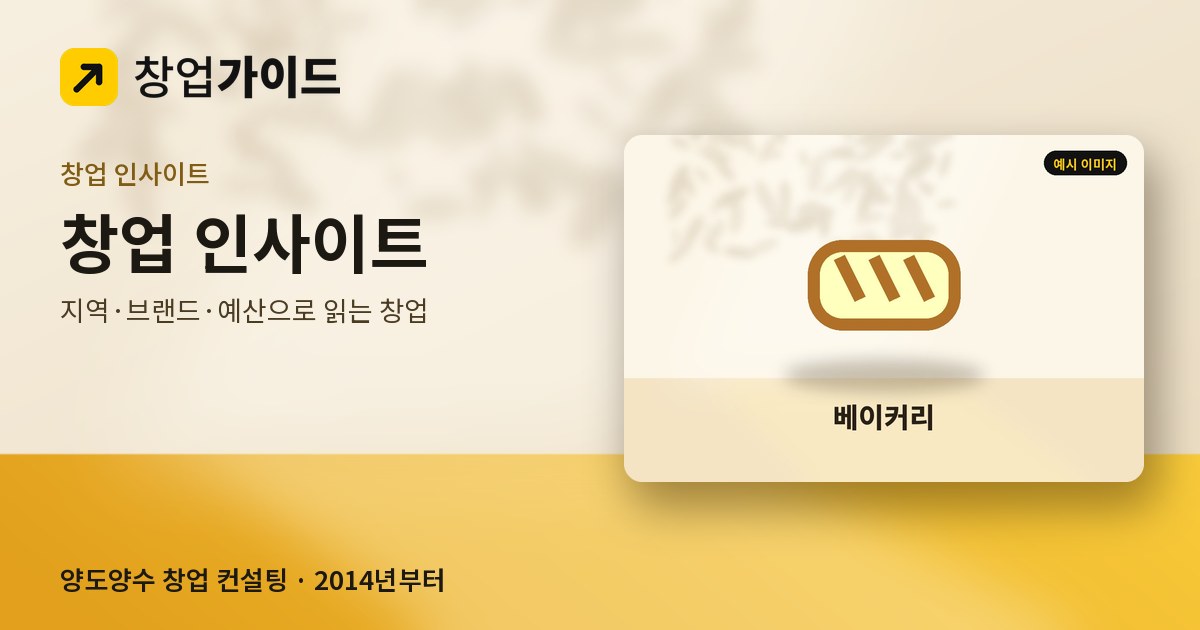 창업가이드
창업 인사이트
창업 인사이트
지역·브랜드·예산으로 읽는 창업
예시 이미지
베이커리
양도양수 창업 컨설팅 · 2014년부터